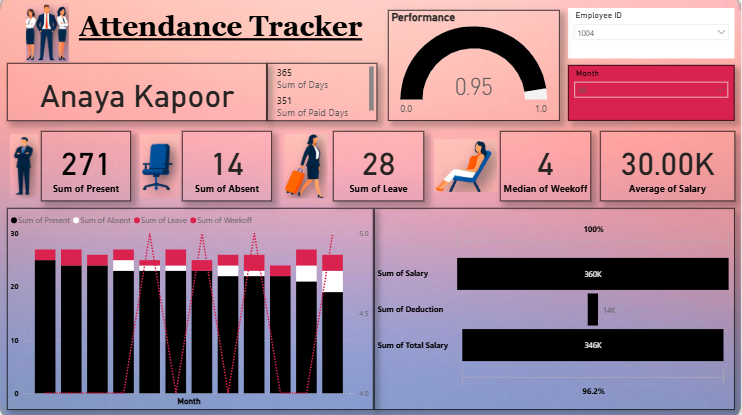 Attendance Tracker
Performance
0.95
0.0
1.0
Employee ID
1004
Month
Anaya Kapoor
365
Sum of Days
351
Sum of Paid Days
271
Sum of Present
14
Sum of Absent
28
Sum of Leave
4
Median of Weekoff
30.00K
Average of Salary
Sum of Present Sum of Absent Sum of Leave Sum of Weekoff
30
20
10
0
5.0
4.5
4.0
Month
100%
Sum of Salary
360K
Sum of Deduction
14K
Sum of Total Salary
346K
96.2%